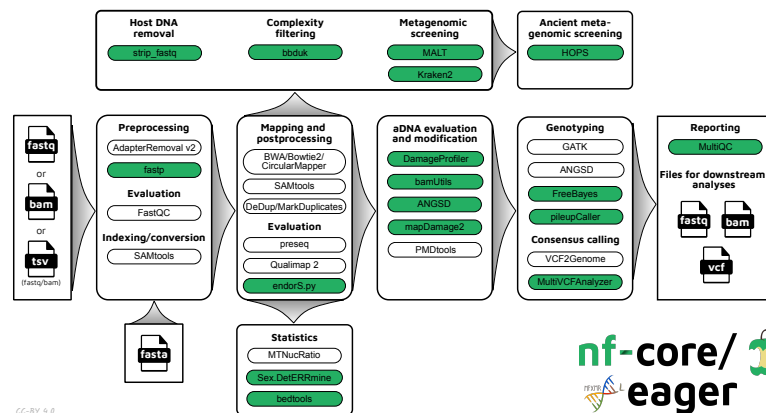 Host DNA
removal
strip_fastq
Complexity
filtering
bbduk
Metagenomic
screening
MALT
Kraken2
Ancient meta-
genomic screening
HOPS
fastq
or
bam
or
tsv
(fastq/bam)
Preprocessing
AdapterRemoval v2
fastp
Evaluation
FastQC
Indexing/conversion
SAMtools
fasta
Mapping and
postprocessing
BWA/Bowtie2/
CircularMapper
SAMtools
DeDup/MarkDuplicates
Evaluation
preseq
Qualimap 2
endorS.py
Statistics
MTNucRatio
Sex.DetERRmine
bedtools
aDNA evaluation
and modification
DamageProfiler
bamUtils
ANGSD
mapDamage2
PMDtools
Genotyping
GATK
ANGSD
FreeBayes
pileupCaller
Consensus calling
VCF2Genome
MultiVCFAnalyzer
Reporting
MultiQC
Files for downstream
analyses
fastq
bam
vcf
nf-core/
eager
CC-BY 4.0